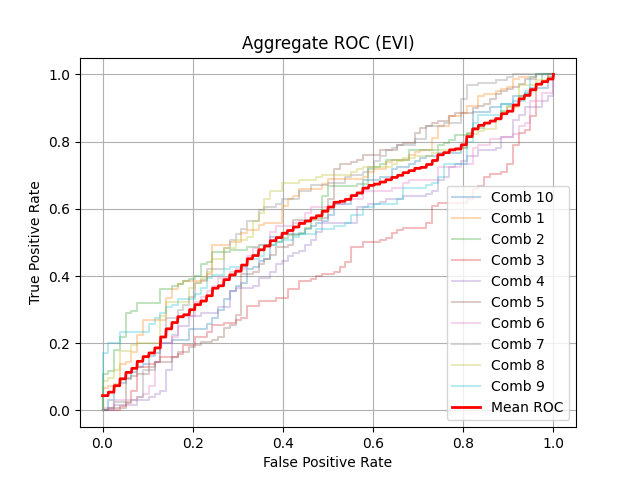 Aggregate ROC (EVI)
True Positive Rate
1.0
0.8
0.6
0.4
0.2
0.0
Comb 10
Comb 1
Comb 2
Comb 3
Comb 4
Comb 5
Comb 6
Comb 7
Comb 8
Comb 9
Mean ROC
0.0 0.2 0.4 0.6 0.8 1.0
False Positive Rate